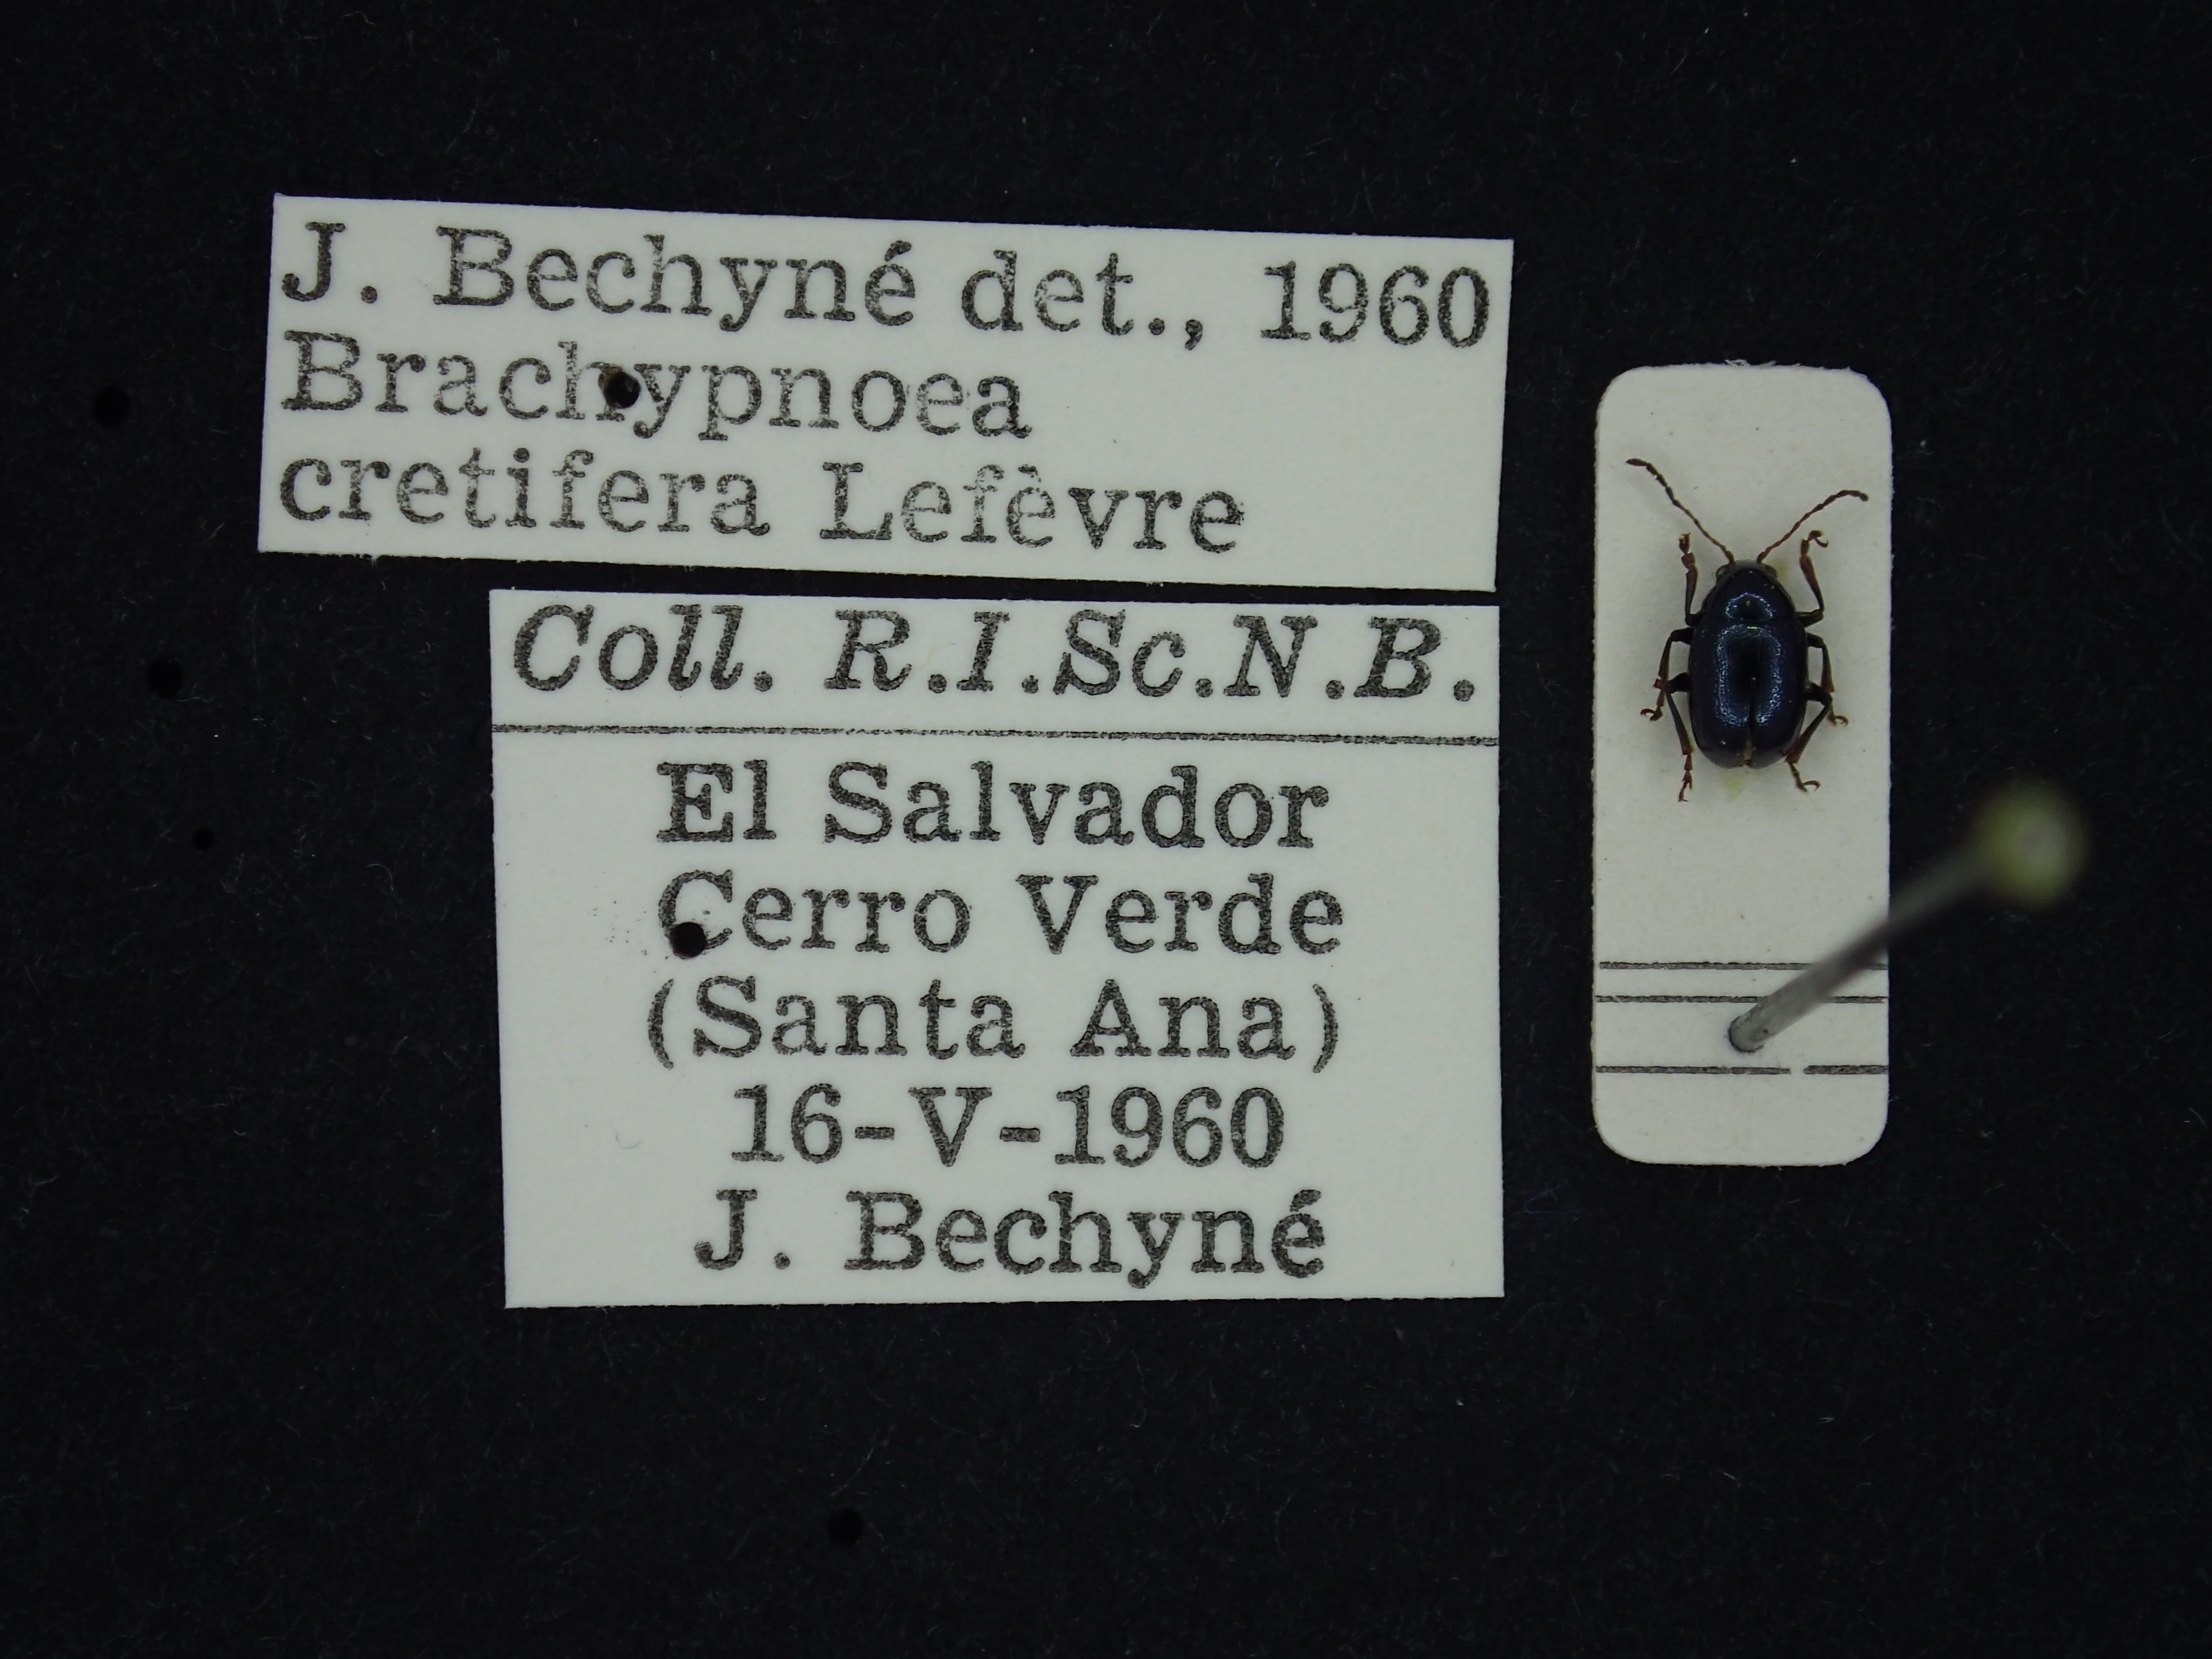 J. Bechyné det., 1960
Brachypnoea
cretifera Lefèvre
Coll. R.I.Sc.N.B.
El Salvador
Cerro Verde
(Santa Ana)
16-V-1960
J. Bechyné